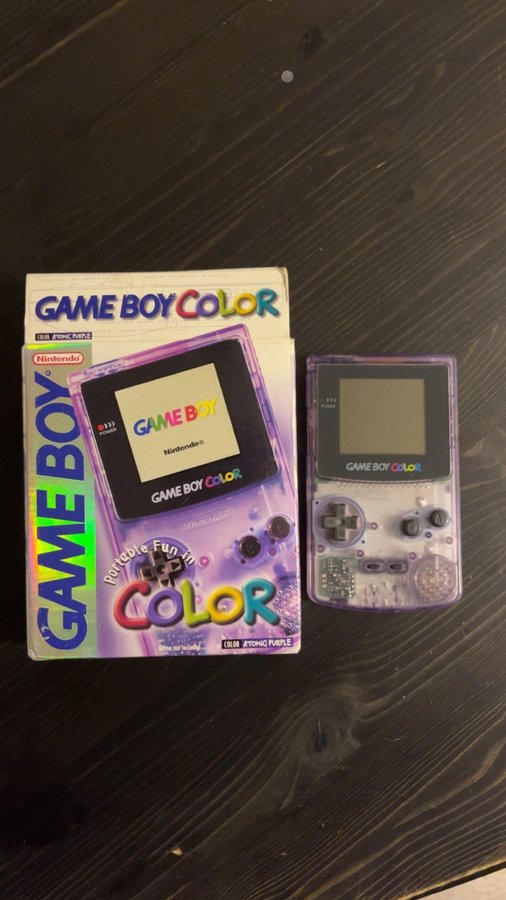 GAME BOY COLOR
COLOR ATOMIC PURPLE
Nintendo
GAME BOY
POWER
GAME BOY
Nintendo®
GAME BOY COLOR
Nintendo
Portable Fun in
COLOR
COLOR ATOMIC PURPLE
POWER
GAME BOY COLOR
B A